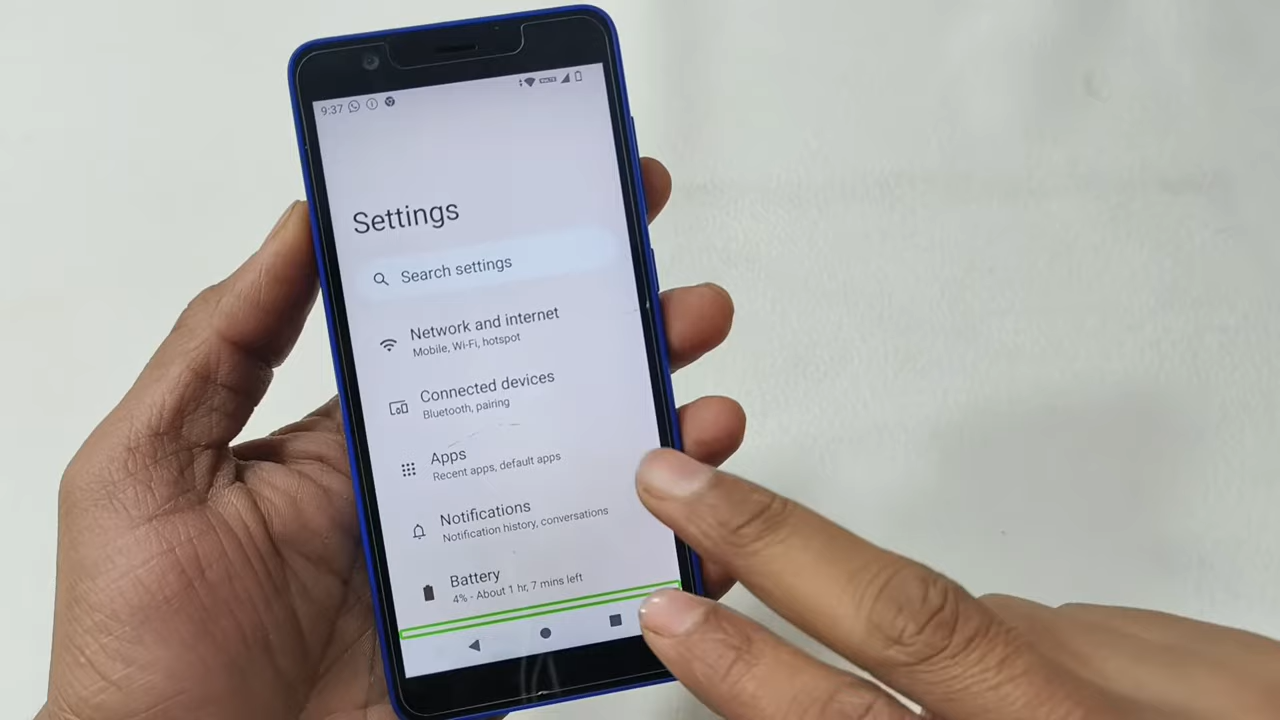 9:37
Settings
Search settings
Network and internet
Mobile, Wi-Fi, hotspot
Connected devices
Bluetooth, pairing
Apps
Recent apps, default apps
Notifications
Notification history, conversations
Battery
4% - About 1 hr, 7 mins left